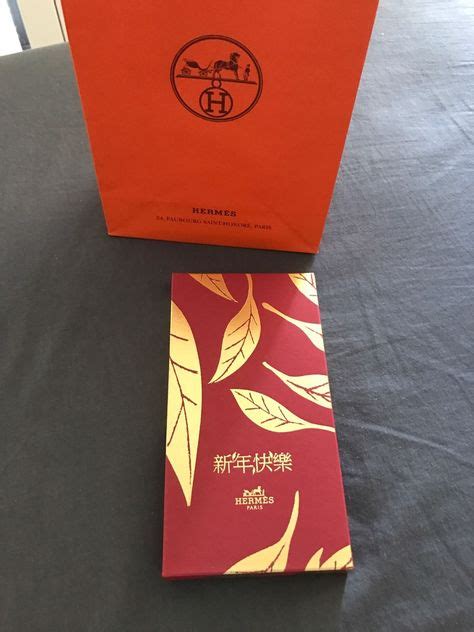 H
HERMÈS
24, FAUBOURG SAINT-HONORÉ, PARIS
新年快樂
HERMÈS
PARIS